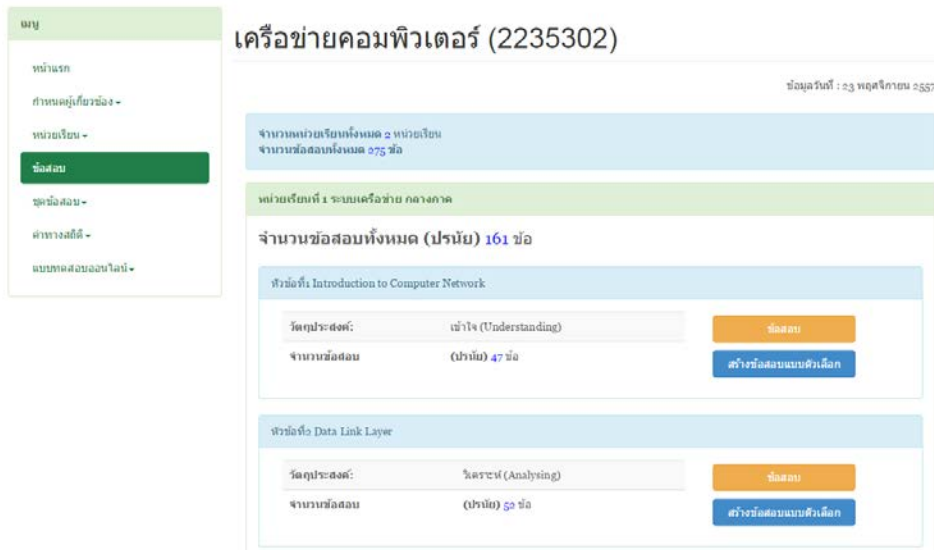 เมนู
หน้าแรก
กำหนดผู้เกี่ยวข้อง
หน่วยเรียน
ข้อสอบ
ชุดข้อสอบ
ค่าทางสถิติ
แบบทดสอบออนไลน์
เครือข่ายคอมพิวเตอร์ (2235302)
ข้อมูลวันที่ : 23 พฤศจิกายน 2557
จำนวนหน่วยเรียนทั้งหมด 2 หน่วยเรียน
จำนวนข้อสอบทั้งหมด 275 ข้อ
หน่วยเรียนที่ 1 ระบบเครือข่าย กลางภาค
จำนวนข้อสอบทั้งหมด (ปรนัย) 161 ข้อ
หัวข้อที่1 Introduction to Computer Network
วัตถุประสงค์: เข้าใจ (Understanding) ข้อสอบ
จำนวนข้อสอบ (ปรนัย) 47 ข้อ สร้างข้อสอบแบบตัวเลือก
หัวข้อที่2 Data Link Layer
วัตถุประสงค์: วิเคราะห์ (Analysing) ข้อสอบ
จำนวนข้อสอบ (ปรนัย) 52 ข้อ สร้างข้อสอบแบบตัวเลือก